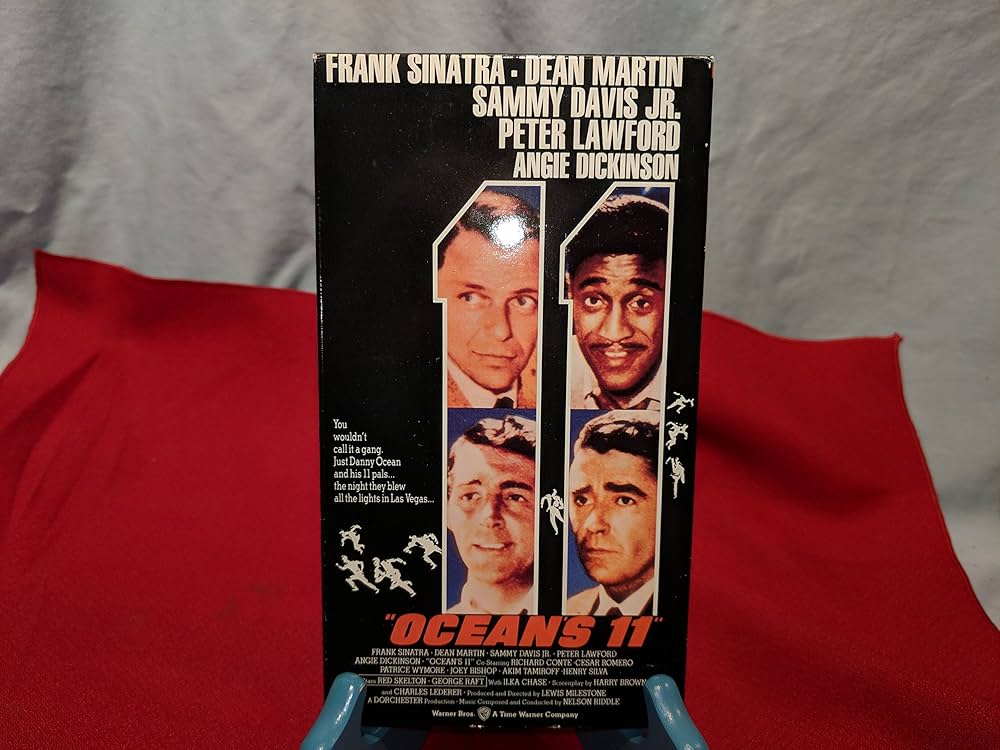 FRANK SINATRA · DEAN MARTIN
SAMMY DAVIS JR.
PETER LAWFORD
ANGIE DICKINSON
11
You
wouldn't
call it a gang.
Just Danny Ocean
and his 11 pals...
the night they blew
all the lights in Las Vegas...
"OCEAN'S 11"
FRANK SINATRA · DEAN MARTIN · SAMMY DAVIS JR. · PETER LAWFORD
ANGIE DICKINSON · "OCEAN'S 11" Co-Starring RICHARD CONTE · CESAR ROMERO
PATRICE WYMORE · JOEY BISHOP · AKIM TAMIROFF · HENRY SILVA
RED SKELTON · GEORGE RAFT With ILKA CHASE · Screenplay by HARRY BROWN
and CHARLES LEDERER · Produced and Directed by LEWIS MILESTONE
A DORCHESTER Production · Music Composed and Conducted by NELSON RIDDLE
Warner Bros. WB A Time Warner Company